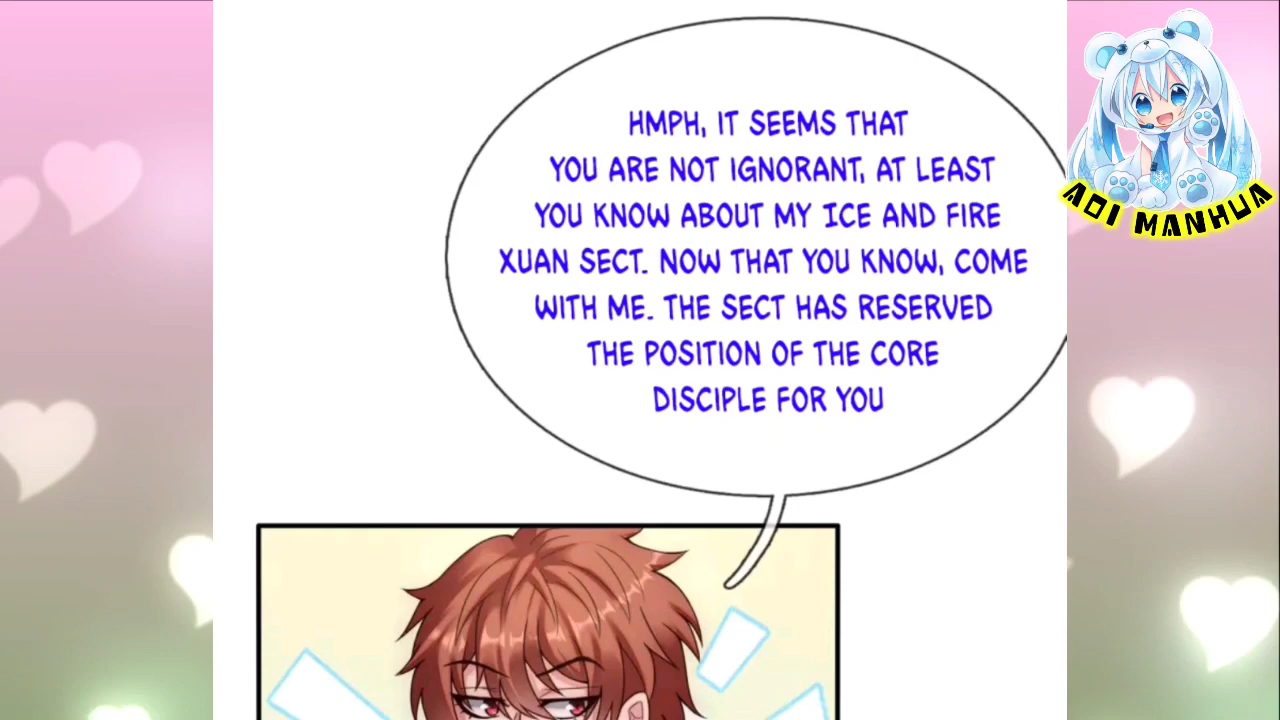 HMPH, IT SEEMS THAT
YOU ARE NOT IGNORANT, AT LEAST
YOU KNOW ABOUT MY ICE AND FIRE
XUAN SECT. NOW THAT YOU KNOW, COME
WITH ME. THE SECT HAS RESERVED
THE POSITION OF THE CORE
DISCIPLE FOR YOU
AOI MANHUA